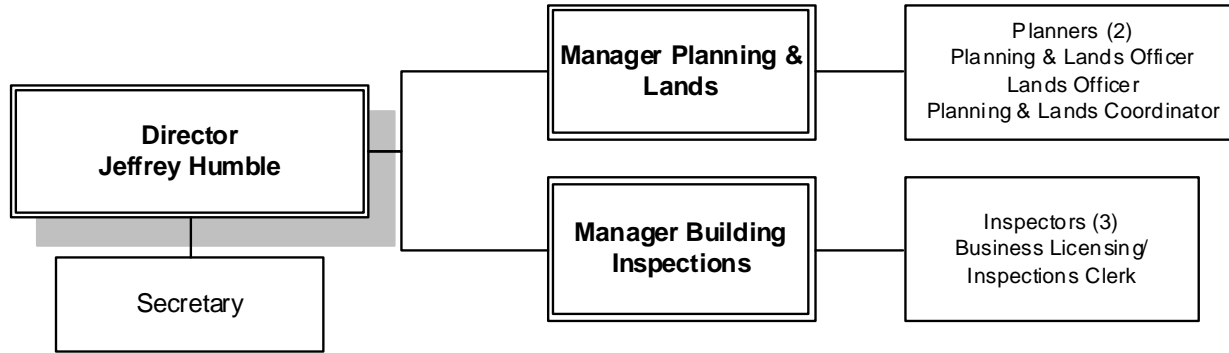 Director
Jeffrey Humble
Secretary
Manager Planning &
Lands
Planners (2)
Planning & Lands Officer
Lands Officer
Planning & Lands Coordinator
Manager Building
Inspections
Inspectors (3)
Business Licensing/
Inspections Clerk